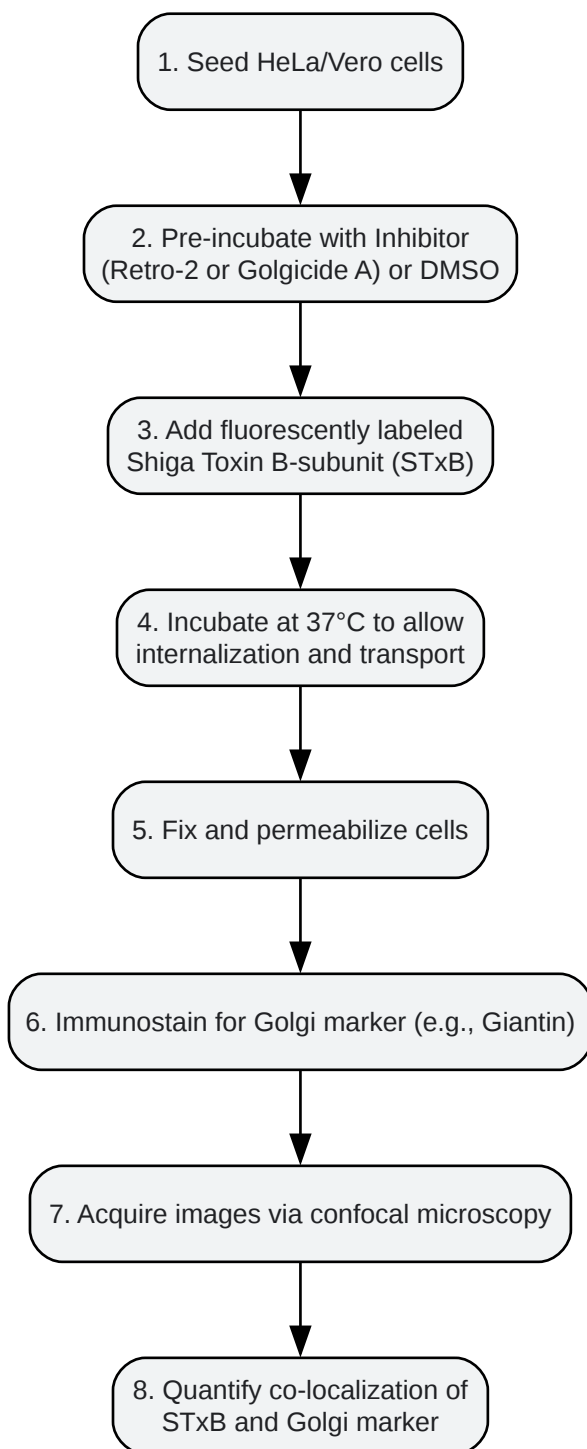 1. Seed HeLa/Vero cells
2. Pre-incubate with Inhibitor
(Retro-2 or Golgicide A) or DMSO
3. Add fluorescently labeled
Shiga Toxin B-subunit (STxB)
4. Incubate at 37°C to allow
internalization and transport
5. Fix and permeabilize cells
6. Immunostain for Golgi marker (e.g., Giantin)
7. Acquire images via confocal microscopy
8. Quantify co-localization of
STxB and Golgi marker